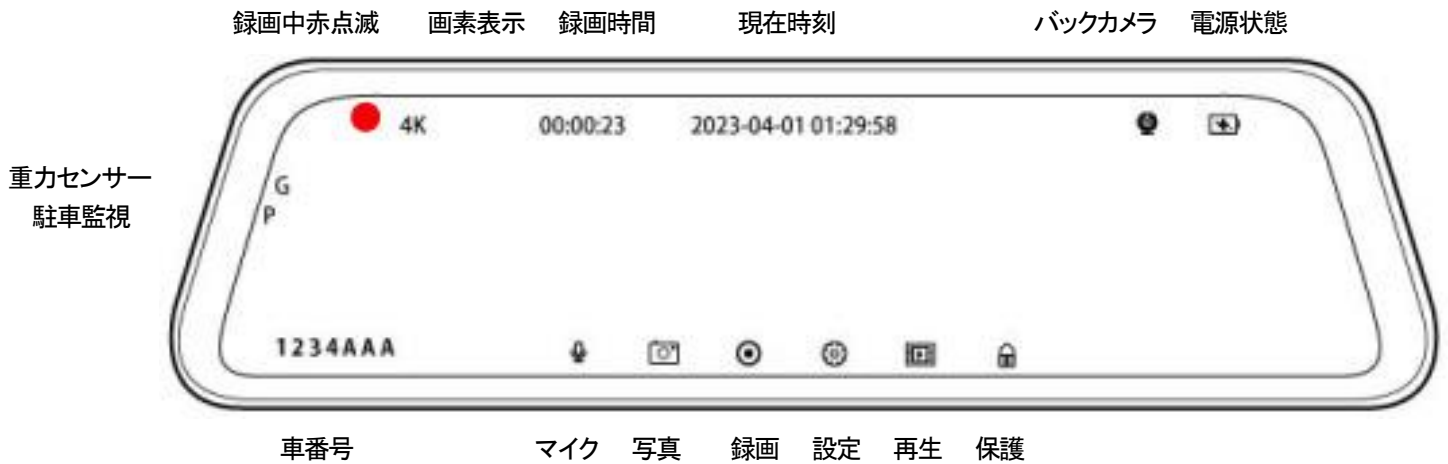 録画中赤点滅 画素表示 録画時間 現在時刻 バックカメラ 電源状態
4K 00:00:23 2023-04-01 01:29:58
重力センサー
G
駐車監視
P
1234AAA
車番号 マイク 写真 録画 設定 再生 保護